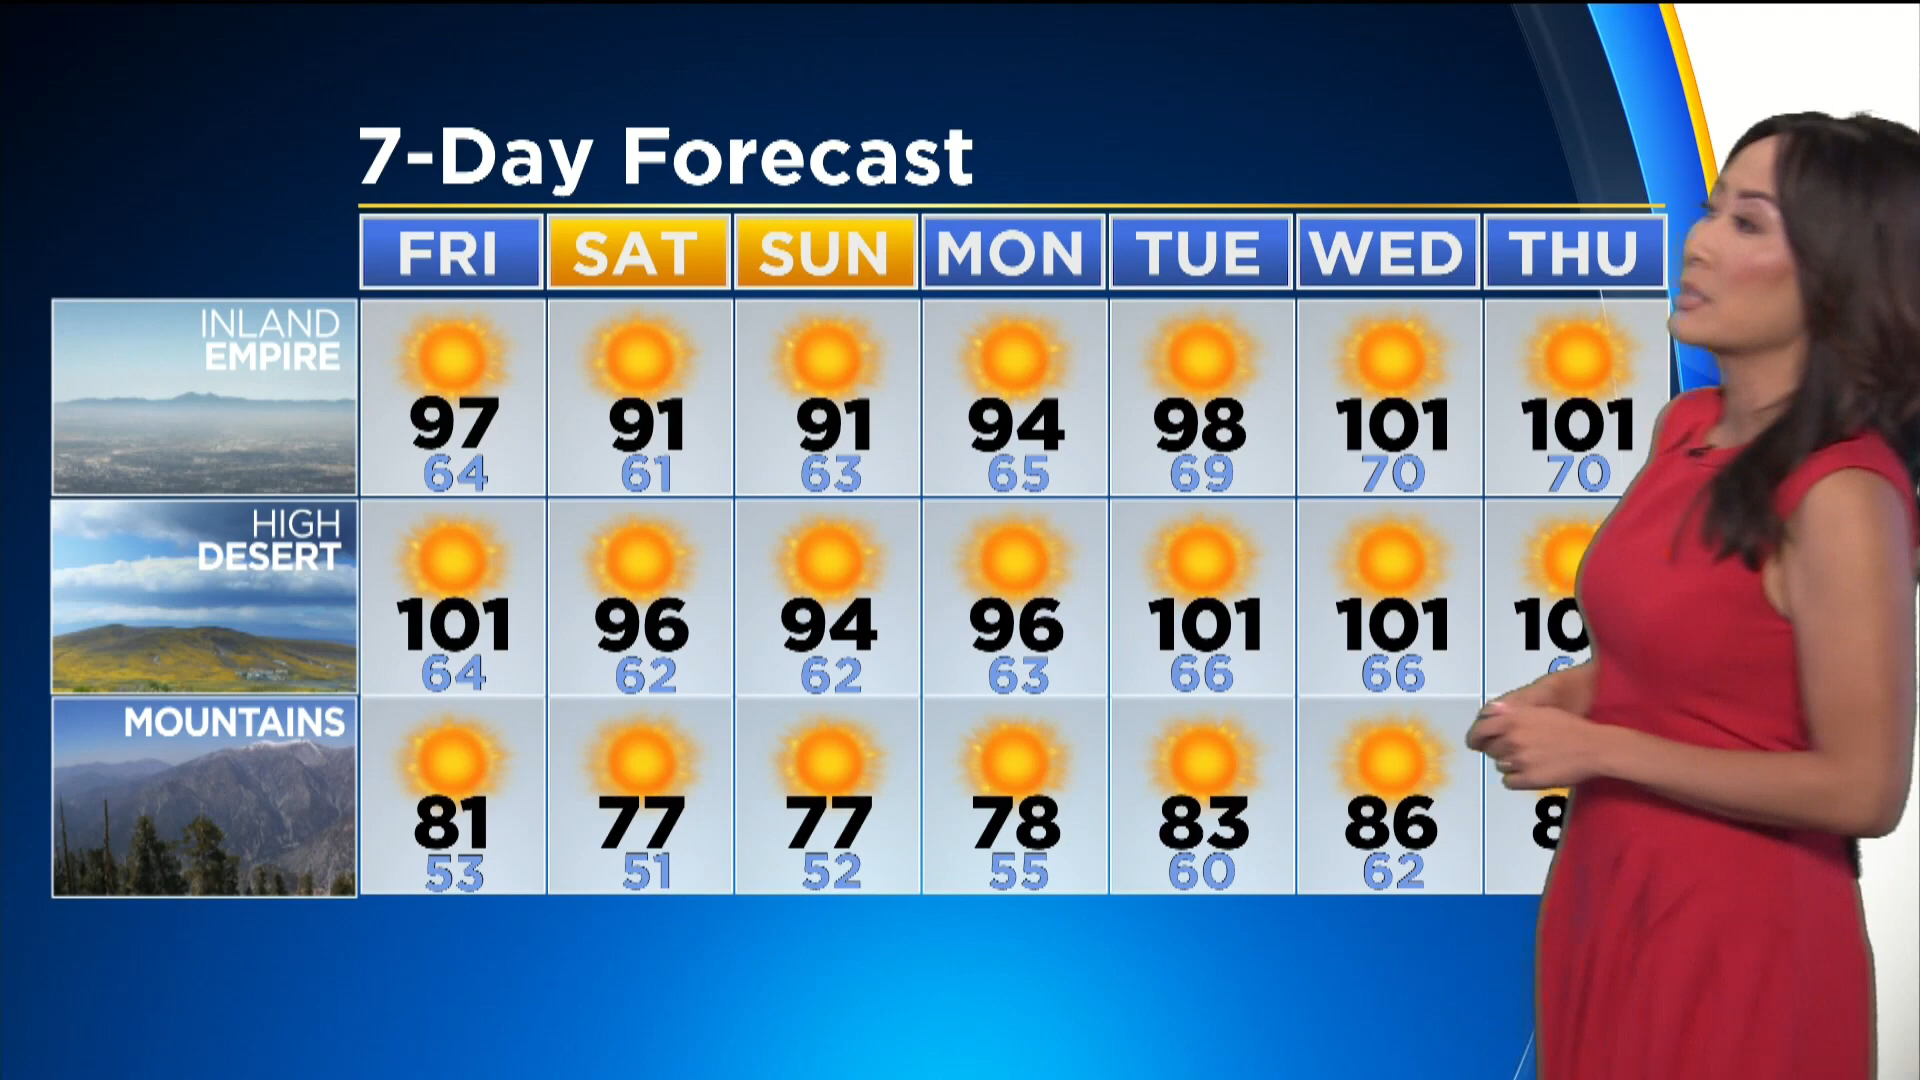 7-Day Forecast
FRI SAT SUN MON TUE WED THU
INLAND
EMPIRE
97 91 91 94 98 101 101
64 61 63 65 69 70 70
HIGH
DESERT
101 96 94 96 101 101
64 62 62 63 66 66
MOUNTAINS
81 77 77 78 83 86
53 51 52 55 60 62